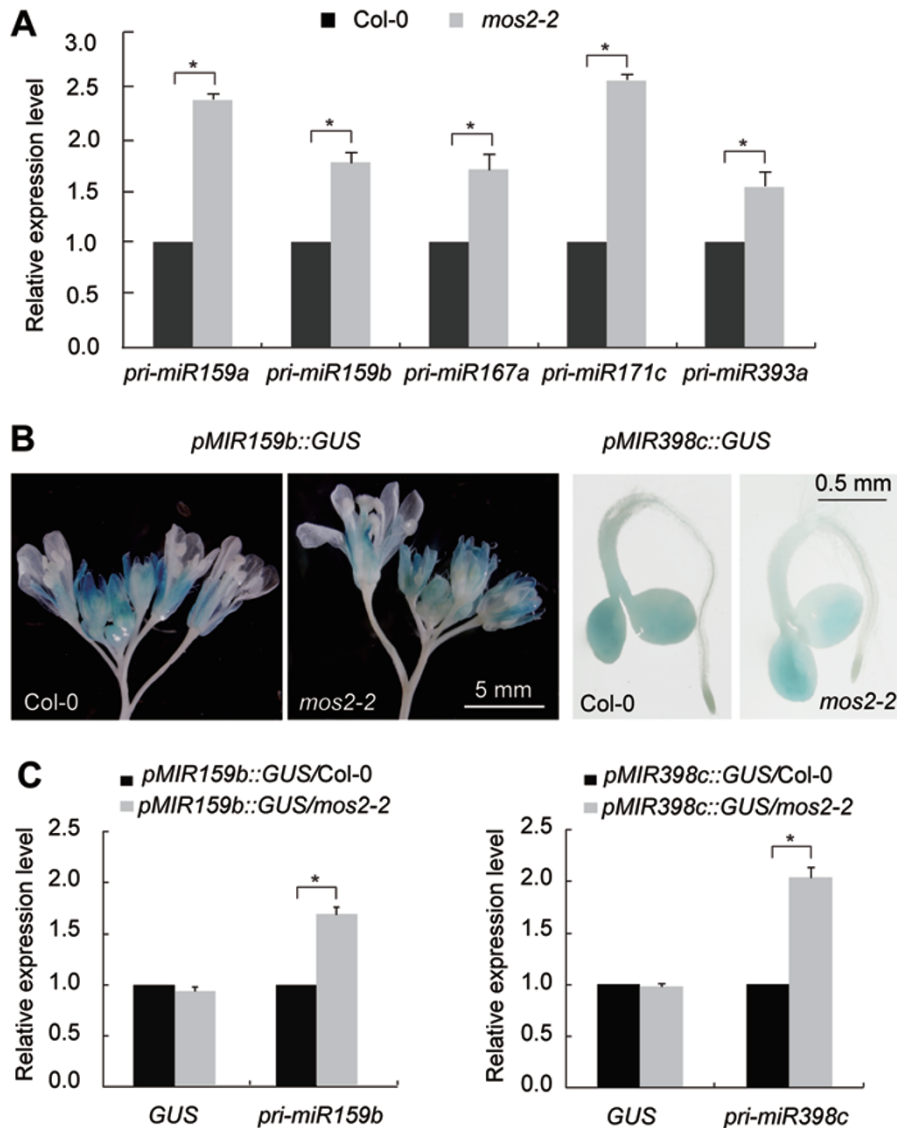 A
Col-0 mos2-2
Relative expression level
3.0
2.5
2.0
1.5
1.0
0.5
0.0
* * * * *
pri-miR159a pri-miR159b pri-miR167a pri-miR171c pri-miR393a
B
pMIR159b::GUS pMIR398c::GUS
0.5 mm
Col-0 mos2-2 5 mm Col-0 mos2-2
C
pMIR159b::GUS/Col-0
pMIR159b::GUS/mos2-2
Relative expression level
2.5
2.0
1.5
1.0
0.5
0.0
*
GUS pri-miR159b
pMIR398c::GUS/Col-0
pMIR398c::GUS/mos2-2
Relative expression level
2.5
2.0
1.5
1.0
0.5
0.0
*
GUS pri-miR398c